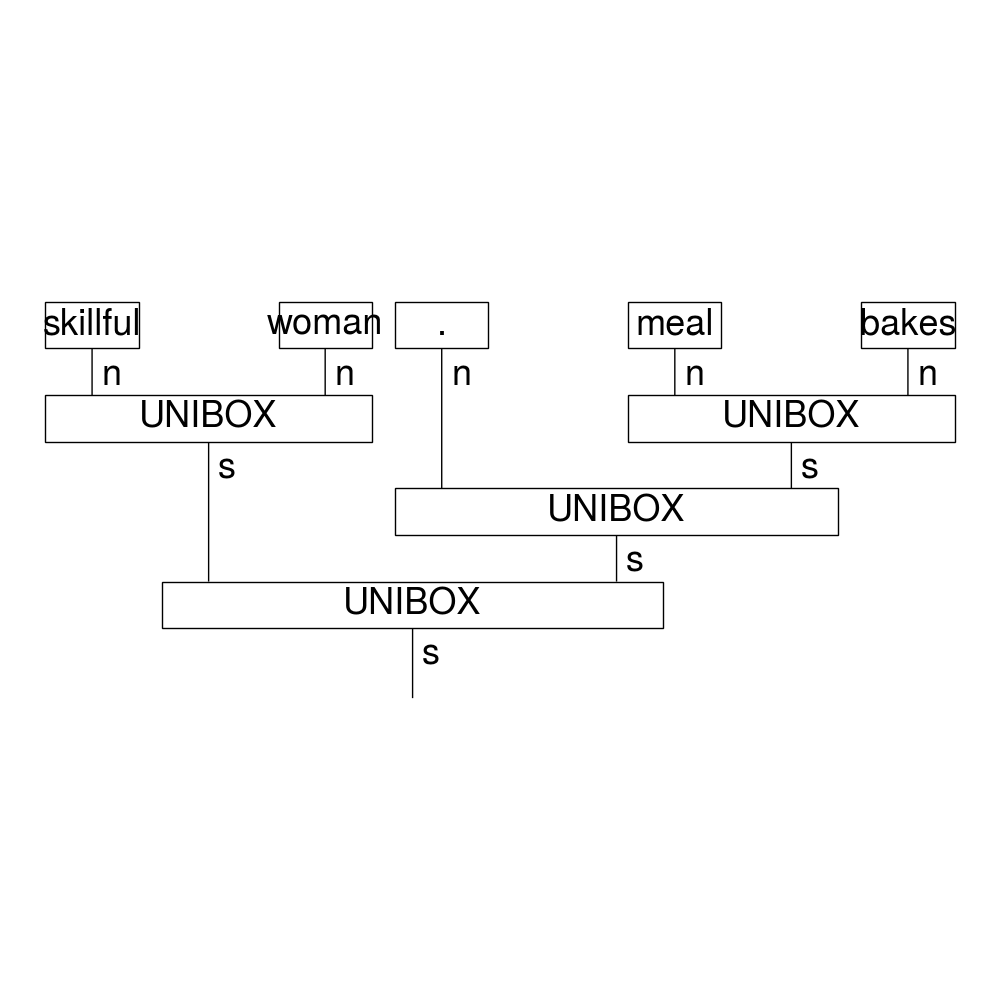 skillful woman . meal bakes
n n n n n
UNIBOX UNIBOX
s s
UNIBOX
s
UNIBOX
s